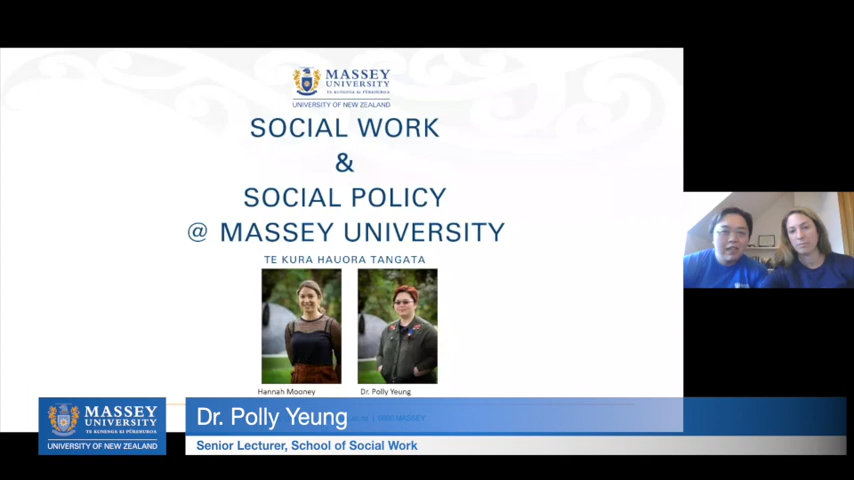 MASSEY
UNIVERSITY
TE KUNENGA KI PŪREHUROA
UNIVERSITY OF NEW ZEALAND
SOCIAL WORK
&
SOCIAL POLICY
@ MASSEY UNIVERSITY
TE KURA HAUORA TANGATA
Hannah Mooney
Dr. Polly Yeung
MASSEY
UNIVERSITY
TE KUNENGA KI PŪREHUROA
UNIVERSITY OF NEW ZEALAND
Dr. Polly Yeung
MASSEY
Senior Lecturer, School of Social Work